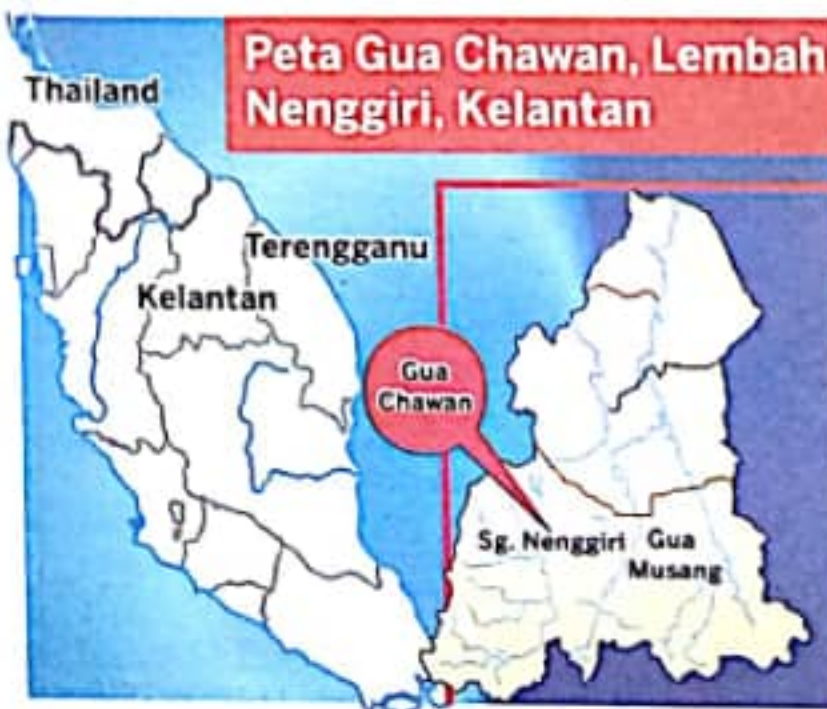 Peta Gua Chawan, Lembah
Nenggiri, Kelantan
Thailand
Terengganu
Kelantan
Gua
Chawan
Sg. Nenggiri
Gua
Musang